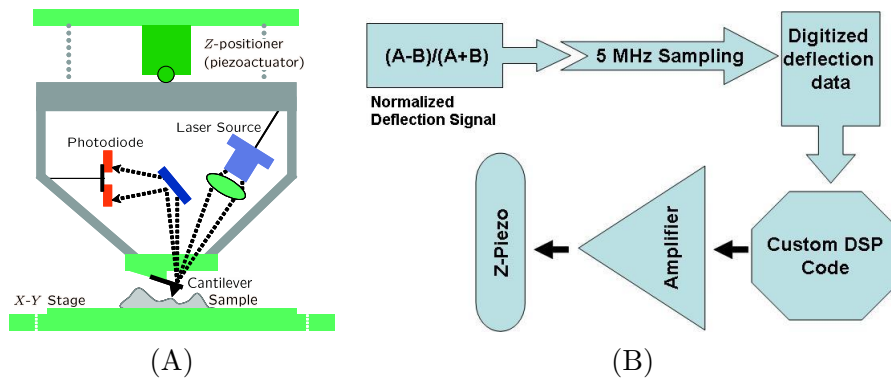 Z-positioner
(piezoactuator)
Laser Source
Photodiode
Cantilever
Sample
X-Y Stage
(A)
(A-B)/(A+B)
Normalized
Deflection Signal
5 MHz Sampling
Digitized
deflection
data
Custom DSP
Code
Amplifier
Z-Piezo
(B)